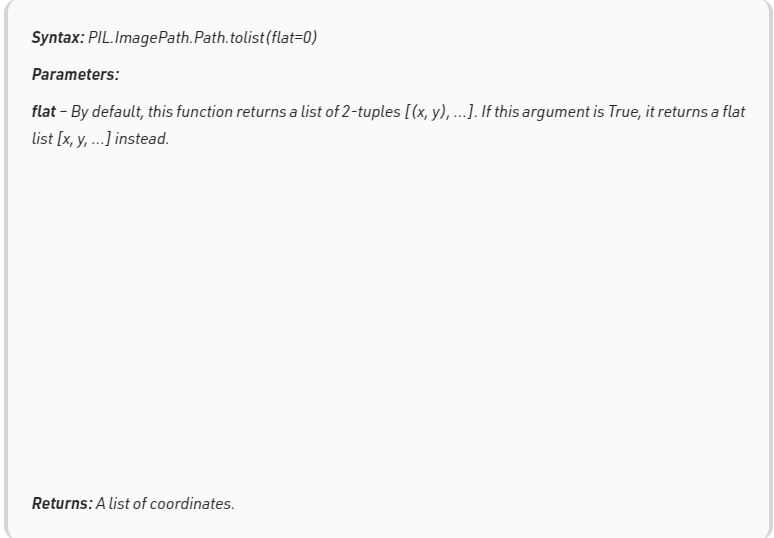 Syntax: PIL.ImagePath.Path.tolist(flat=0)
Parameters:
flat – By default, this function returns a list of 2-tuples [(x, y), ...]. If this argument is True, it returns a flat
list [x, y, ...] instead.
Returns: A list of coordinates.